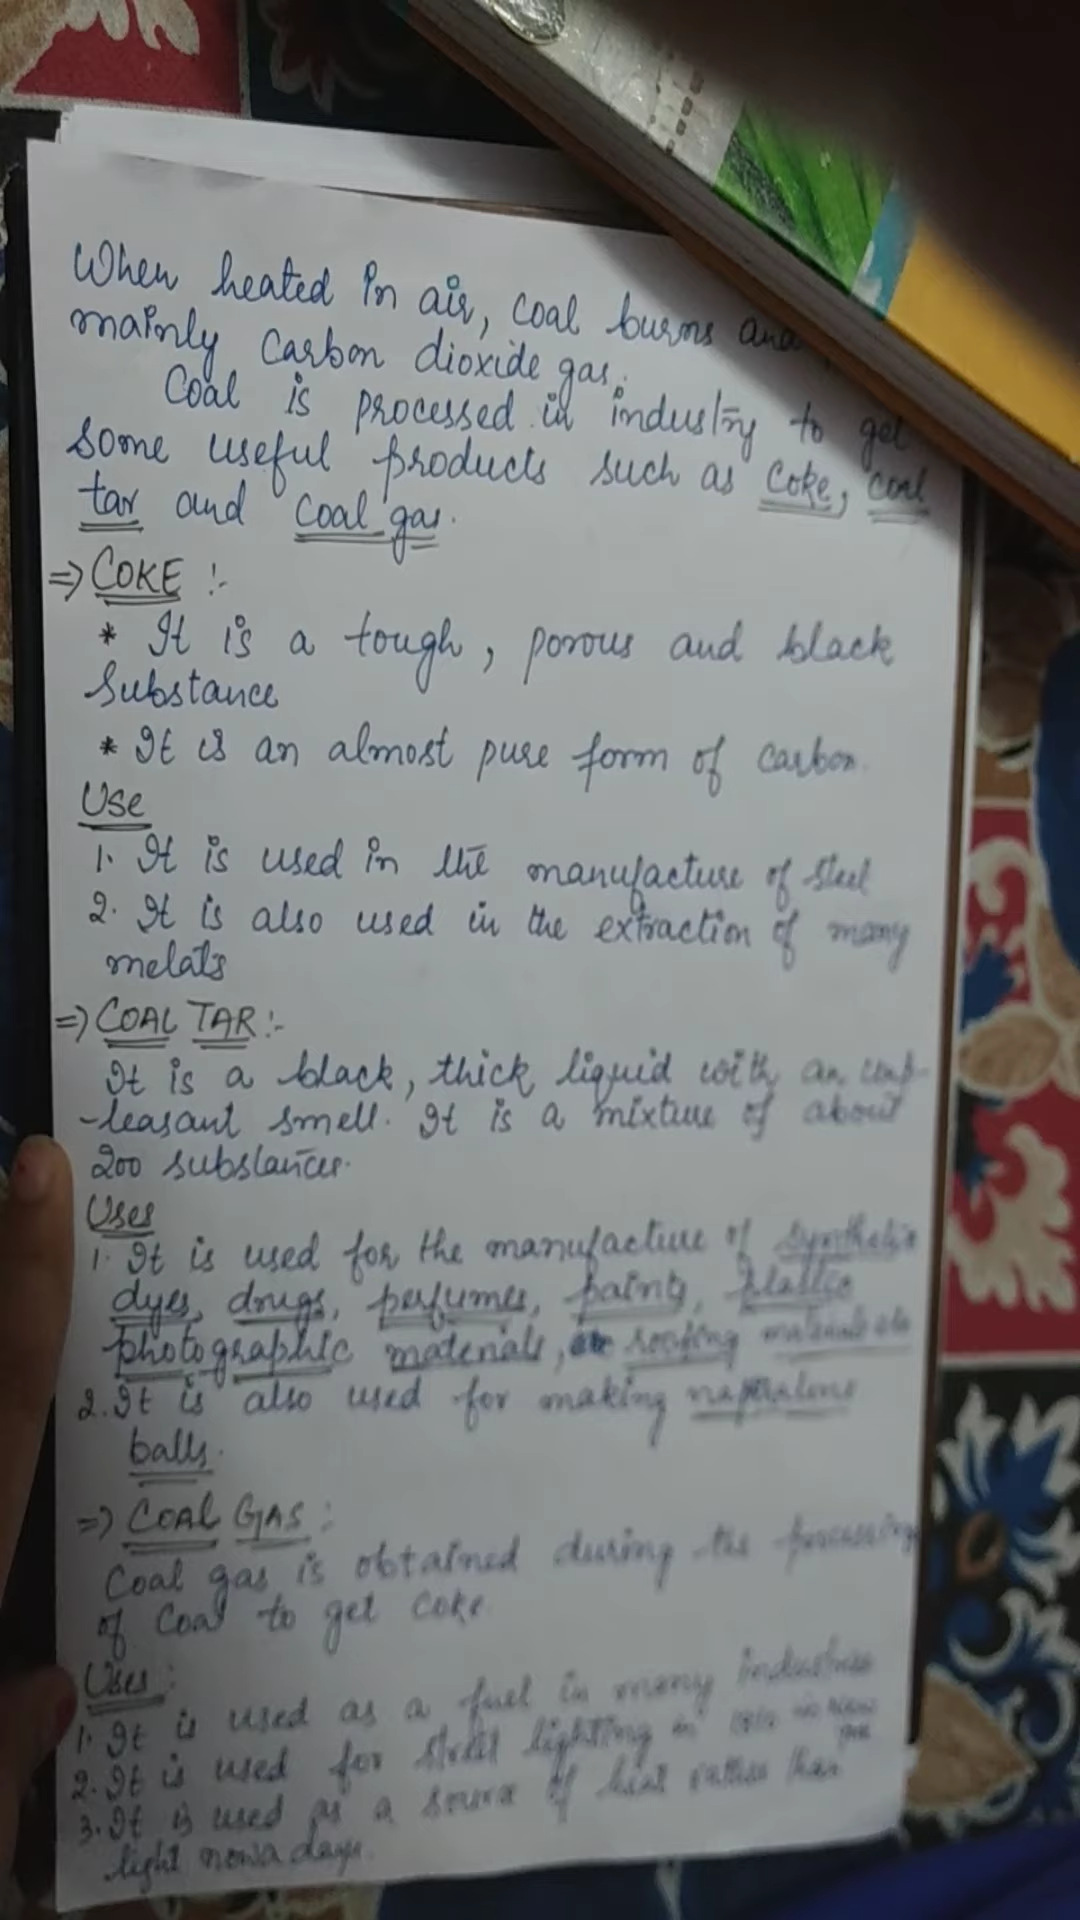 When heated in air, coal burns and
mainly carbon dioxide gas.
Coal is processed in industry to get
some useful products such as Coke, coal
tar and Coal gas.
⇒ COKE :-
* It is a tough, porous and black
Substance
* It is an almost pure form of carbon.
Use
1. It is used in the manufacture of steel
2. It is also used in the extraction of many
metals
⇒ COAL TAR :-
It is a black, thick liquid with an unp-
-leasant smell. It is a mixture of about
200 substances.
Uses
1. It is used for the manufacture of synthetic
dyes, drugs, perfumes, paints,
photographic materials, roofing materials
2. It is also used for making
balls.
⇒ COAL GAS :
Coal gas is obtained during the processing
of Coal to get Coke
Uses :
1. It is used as a fuel in many industries
2. It is used for street lighting in
3. It is used as a source of heat rather than
light nowadays.